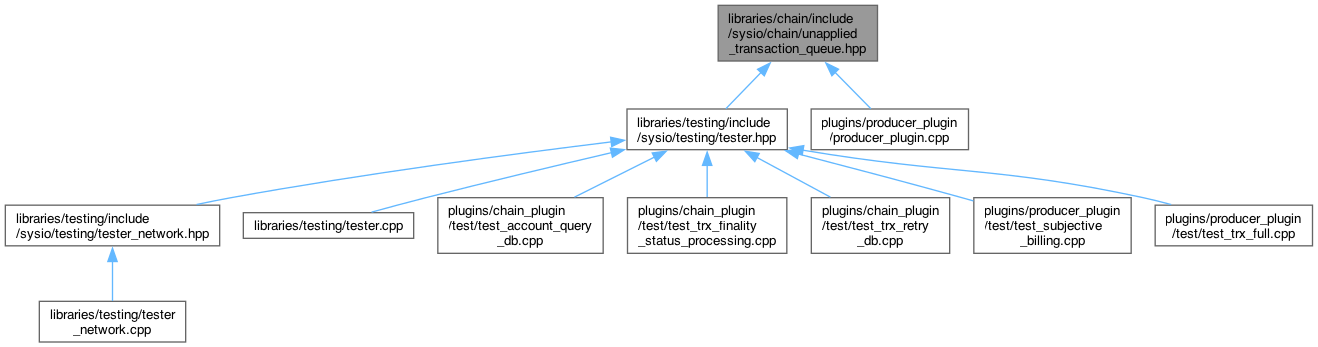 libraries/chain/include
/sysio/chain/unapplied
_transaction_queue.hpp
libraries/testing/include
/sysio/testing/tester.hpp
plugins/producer_plugin
/producer_plugin.cpp
libraries/testing/include
/sysio/testing/tester_network.hpp
libraries/testing/tester.cpp
plugins/chain_plugin
/test/test_account_query
_db.cpp
plugins/chain_plugin
/test/test_trx_finality
_status_processing.cpp
plugins/chain_plugin
/test/test_trx_retry
_db.cpp
plugins/producer_plugin
/test/test_subjective
_billing.cpp
plugins/producer_plugin
/test/test_trx_full.cpp
libraries/testing/tester
_network.cpp